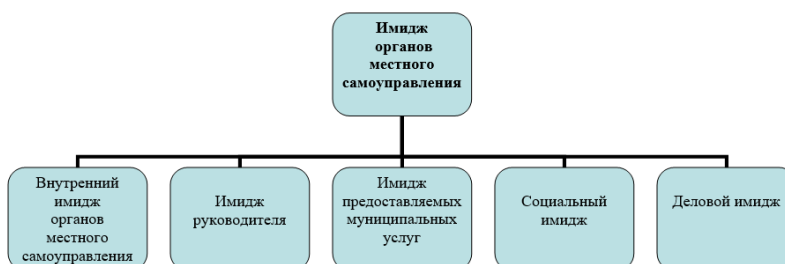 Имидж
органов
местного
самоуправления
Внутренний
имидж
органов
местного
самоуправления
Имидж
руководителя
Имидж
предоставляемых
муниципальных
услуг
Социальный
имидж
Деловой имидж